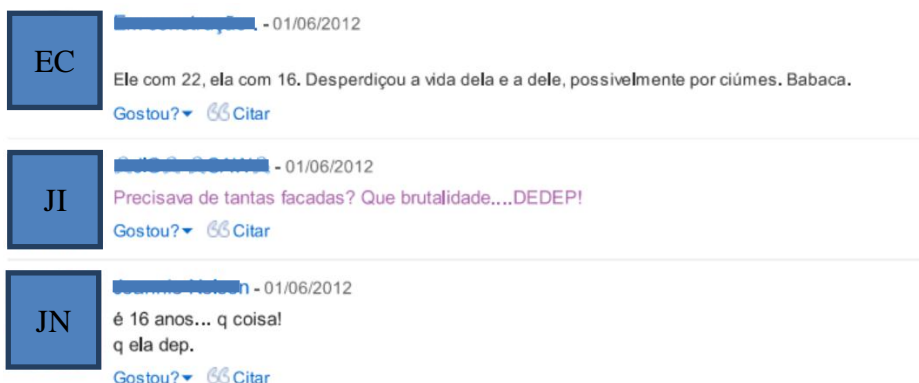 - 01/06/2012
EC
Ele com 22, ela com 16. Desperdiçou a vida dela e a dele, possivelmente por ciúmes. Babaca.
Gostou? Citar
- 01/06/2012
JI
Precisava de tantas facadas? Que brutalidade....DEDEP!
Gostou? Citar
n - 01/06/2012
JN
é 16 anos... q coisa!
q ela dep.
Gostou? Citar